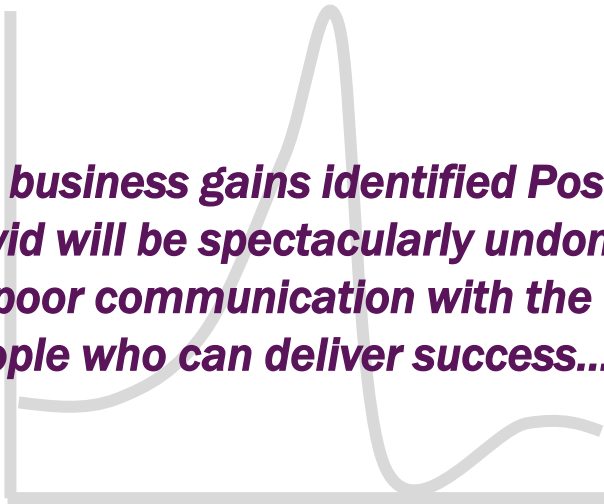 business gains identified Pos
vid will be spectacularly undon
poor communication with the
ople who can deliver success...